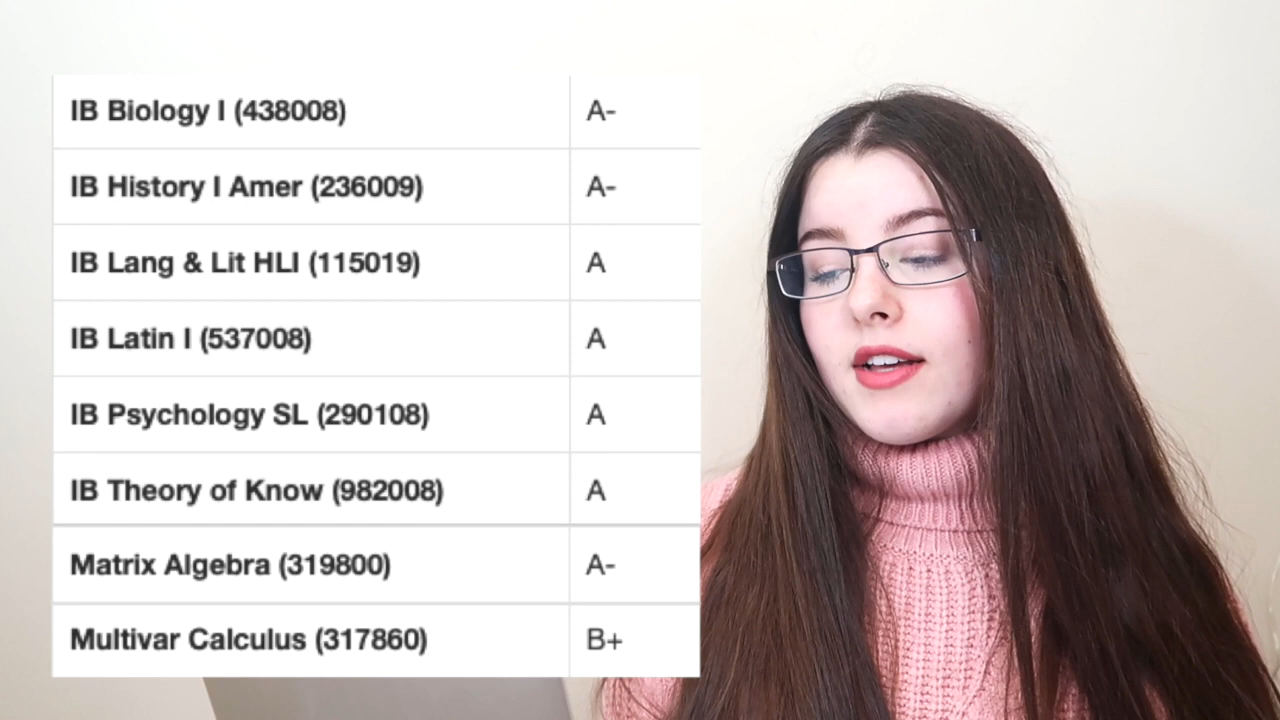 IB Biology I (438008) A-
IB History I Amer (236009) A-
IB Lang & Lit HLI (115019) A
IB Latin I (537008) A
IB Psychology SL (290108) A
IB Theory of Know (982008) A
Matrix Algebra (319800) A-
Multivar Calculus (317860) B+